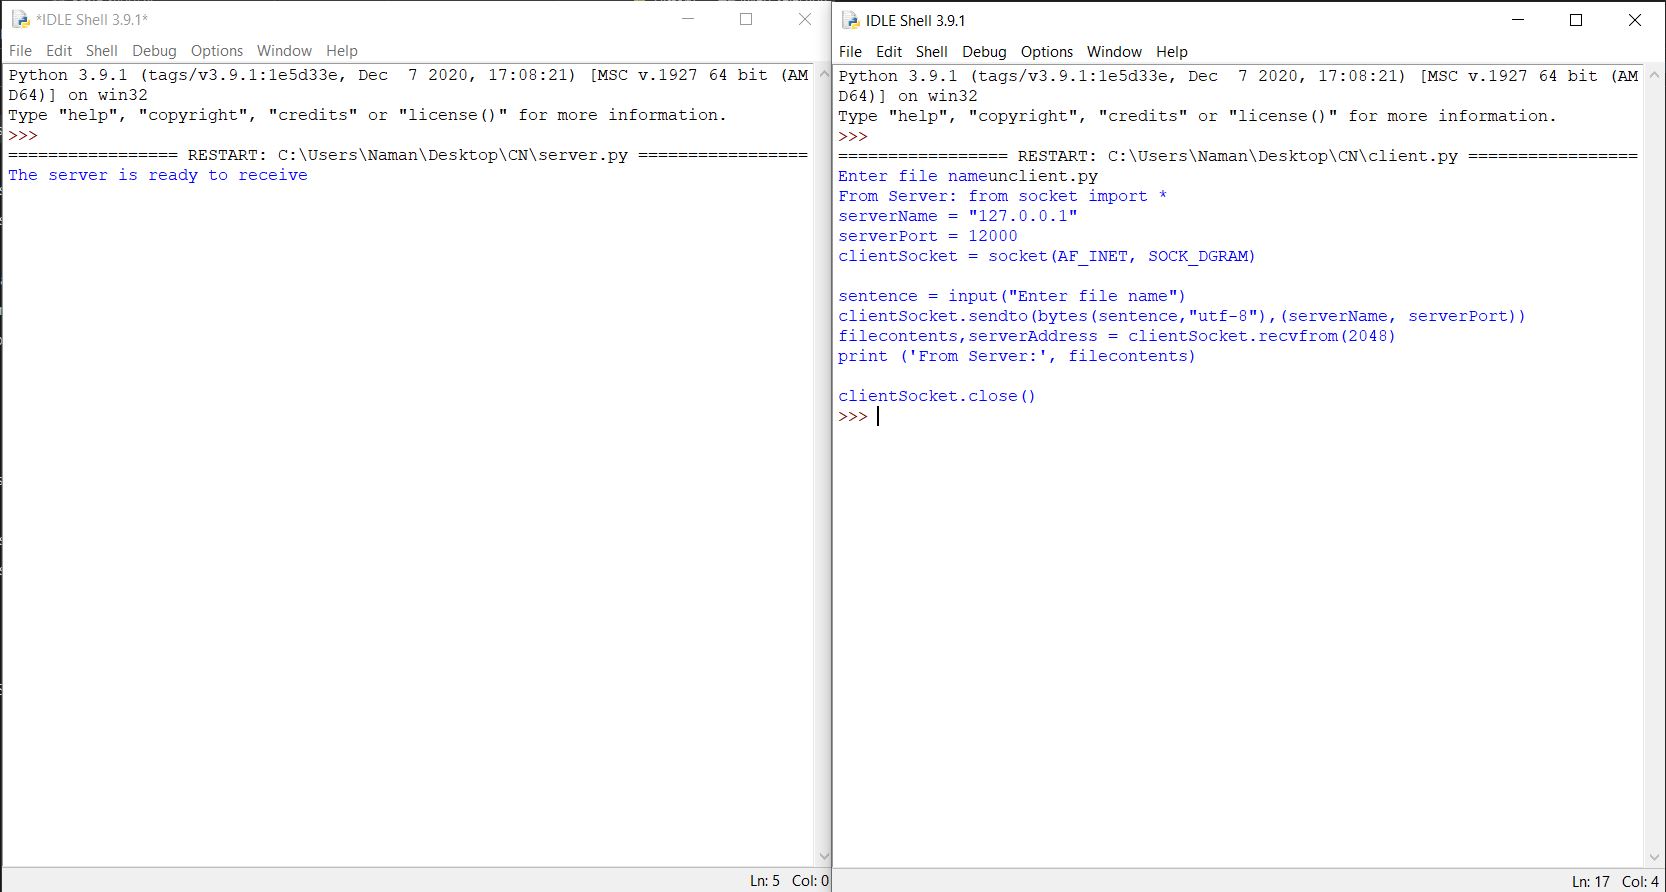 *IDLE Shell 3.9.1*
File Edit Shell Debug Options Window Help
Python 3.9.1 (tags/v3.9.1:1e5d33e, Dec  7 2020, 17:08:21) [MSC v.1927 64 bit (AM
D64)] on win32
Type "help", "copyright", "credits" or "license()" for more information.
>>>
================= RESTART: C:\Users\Naman\Desktop\CN\server.py =================
The server is ready to receive
Ln: 5 Col: 0
IDLE Shell 3.9.1
File Edit Shell Debug Options Window Help
Python 3.9.1 (tags/v3.9.1:1e5d33e, Dec  7 2020, 17:08:21) [MSC v.1927 64 bit (AM
D64)] on win32
Type "help", "copyright", "credits" or "license()" for more information.
>>>
================= RESTART: C:\Users\Naman\Desktop\CN\client.py =================
Enter file nameunclient.py
From Server: from socket import *
serverName = "127.0.0.1"
serverPort = 12000
clientSocket = socket(AF_INET, SOCK_DGRAM)
sentence = input("Enter file name")
clientSocket.sendto(bytes(sentence,"utf-8"),(serverName, serverPort))
filecontents,serverAddress = clientSocket.recvfrom(2048)
print ('From Server:', filecontents)
clientSocket.close()
>>>
Ln: 17 Col: 4